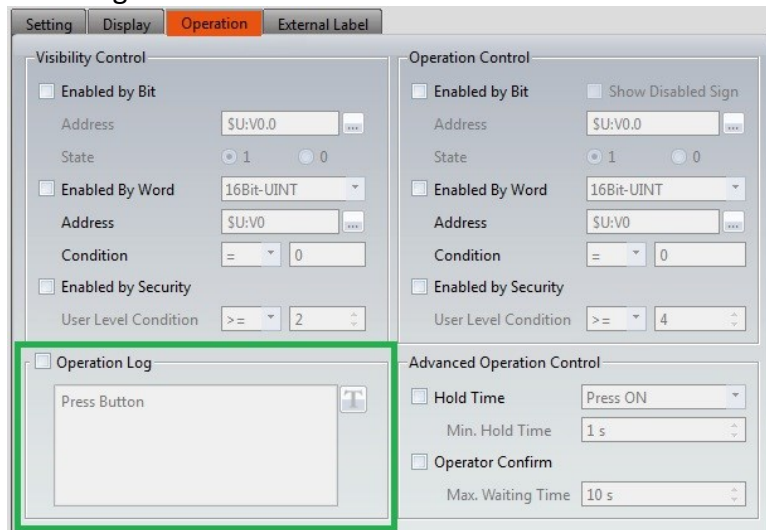 Setting Display Operation External Label
Visibility Control
Enabled by Bit
Address $U:V0.0 ...
State 1 0
Enabled By Word 16Bit-UINT
Address $U:V0 ...
Condition = 0
Enabled by Security
User Level Condition >= 2
Operation Control
Enabled by Bit Show Disabled Sign
Address $U:V0.0 ...
State 1 0
Enabled By Word 16Bit-UINT
Address $U:V0 ...
Condition = 0
Enabled by Security
User Level Condition >= 4
Operation Log
Press Button T
Advanced Operation Control
Hold Time Press ON
Min. Hold Time 1 s
Operator Confirm
Max. Waiting Time 10 s